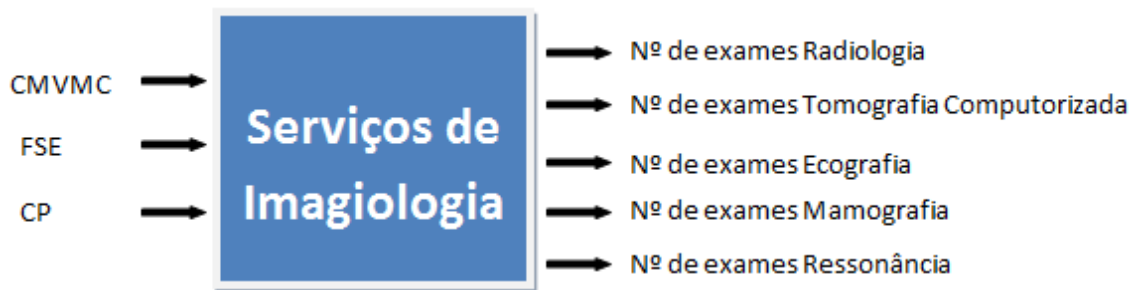 CMVMC
FSE
CP
Serviços de
Imagiologia
Nº de exames Radiologia
Nº de exames Tomografia Computorizada
Nº de exames Ecografia
Nº de exames Mamografia
Nº de exames Ressonância